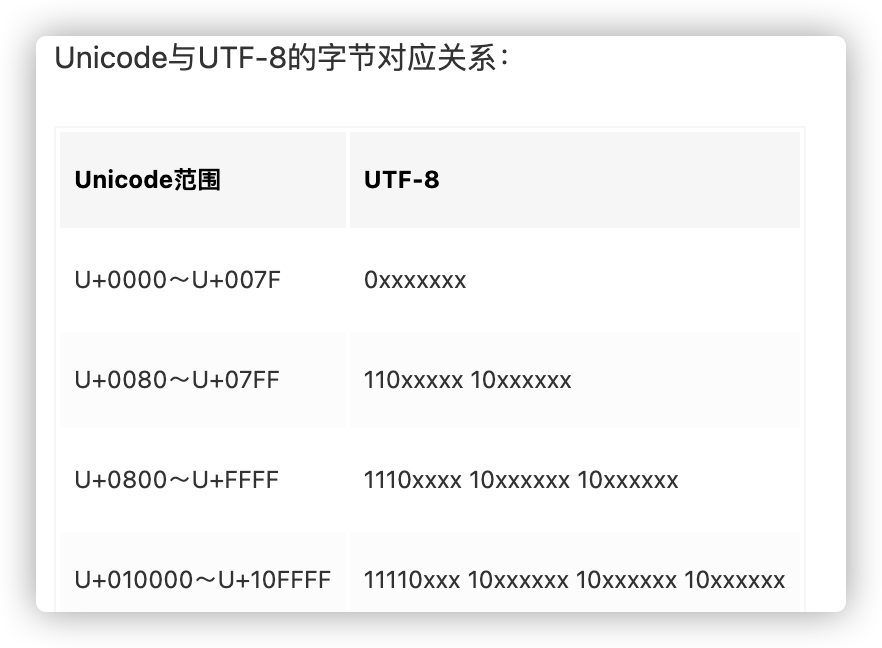 Unicode与UTF-8的字节对应关系：
Unicode范围 UTF-8
U+0000～U+007F 0xxxxxxx
U+0080～U+07FF 110xxxxx 10xxxxxx
U+0800～U+FFFF 1110xxxx 10xxxxxx 10xxxxxx
U+010000～U+10FFFF 11110xxx 10xxxxxx 10xxxxxx 10xxxxxx